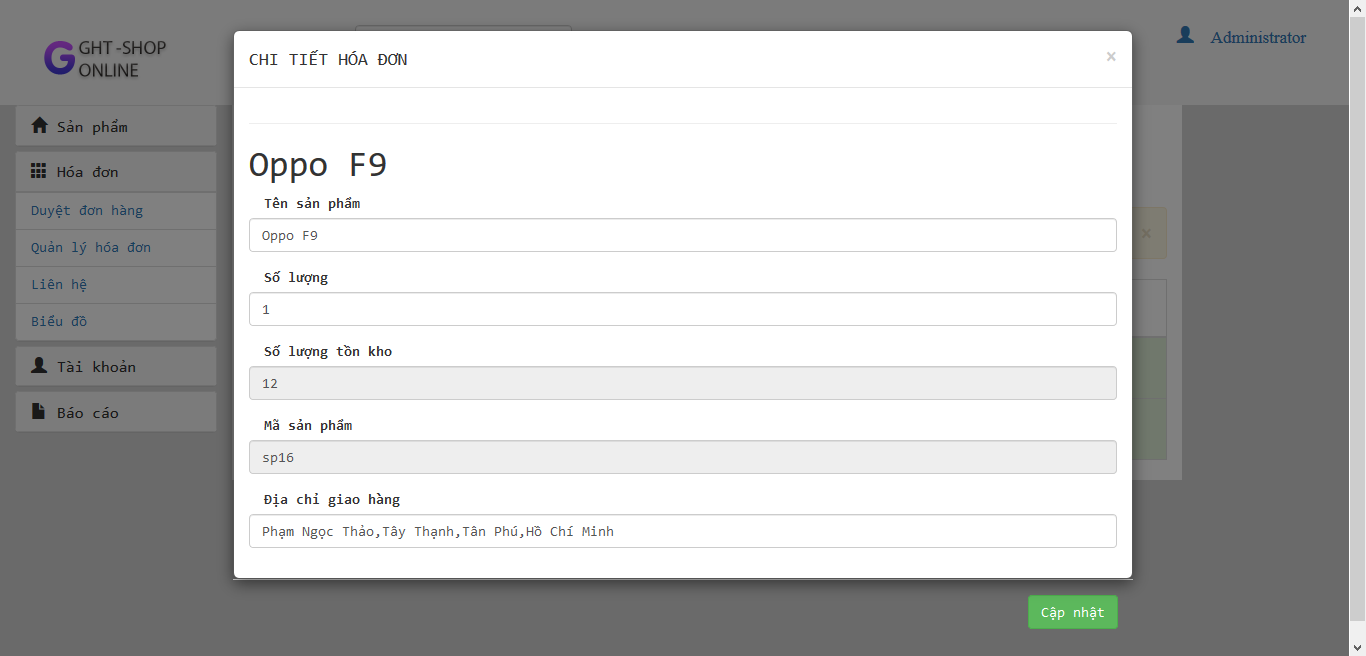 GHT -SHOP
ONLINE
Administrator
Sản phẩm
Hóa đơn
Duyệt đơn hàng
Quản lý hóa đơn
Liên hệ
Biểu đồ
Tài khoản
Báo cáo
CHI TIẾT HÓA ĐƠN
×
Oppo F9
Tên sản phẩm
Oppo F9
Số lượng
1
Số lượng tồn kho
12
Mã sản phẩm
sp16
Địa chỉ giao hàng
Phạm Ngọc Thảo,Tây Thạnh,Tân Phú,Hồ Chí Minh
×
Cập nhật